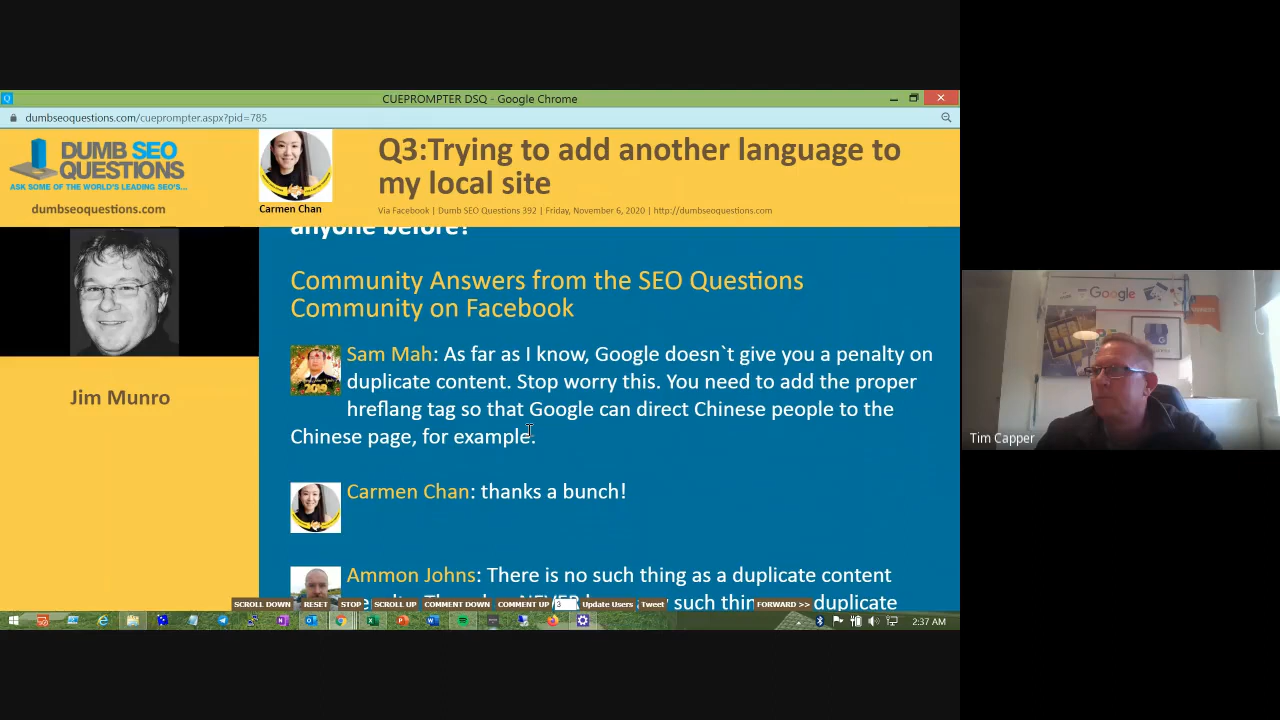 CUEPROMPTER DSQ - Google Chrome
dumbseoquestions.com/cueprompter.aspx?pid=785
DUMB SEO
QUESTIONS
ASK SOME OF THE WORLD'S LEADING SEO'S...
dumbseoquestions.com
Carmen Chan
Q3:Trying to add another language to
my local site
Via Facebook | Dumb SEO Questions 392 | Friday, November 6, 2020 | http://dumbseoquestions.com
Jim Munro
anyone before?
Community Answers from the SEO Questions
Community on Facebook
2019
Sam Mah: As far as I know, Google doesn`t give you a penalty on
duplicate content. Stop worry this. You need to add the proper
hreflang tag so that Google can direct Chinese people to the
Chinese page, for example.
Carmen Chan: thanks a bunch!
Ammon Johns: There is no such thing as a duplicate content
such thin
duplicate
SCROLL DOWN
RESET
STOP
SCROLL UP
COMMENT DOWN
COMMENT UP
3
Update Users
Tweet
FORWARD >>
2:37 AM
Google
Tim Capper